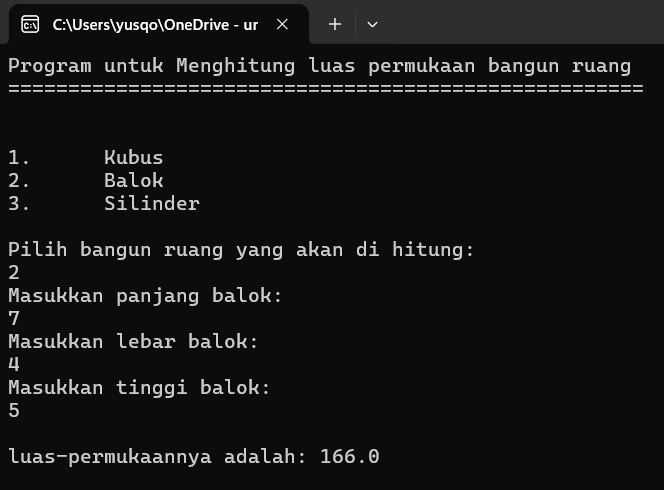 C:\Users\yusqo\OneDrive - ur
Program untuk Menghitung luas permukaan bangun ruang
=====================================================
1. Kubus
2. Balok
3. Silinder
Pilih bangun ruang yang akan di hitung:
2
Masukkan panjang balok:
7
Masukkan lebar balok:
4
Masukkan tinggi balok:
5
luas-permukaannya adalah: 166.0